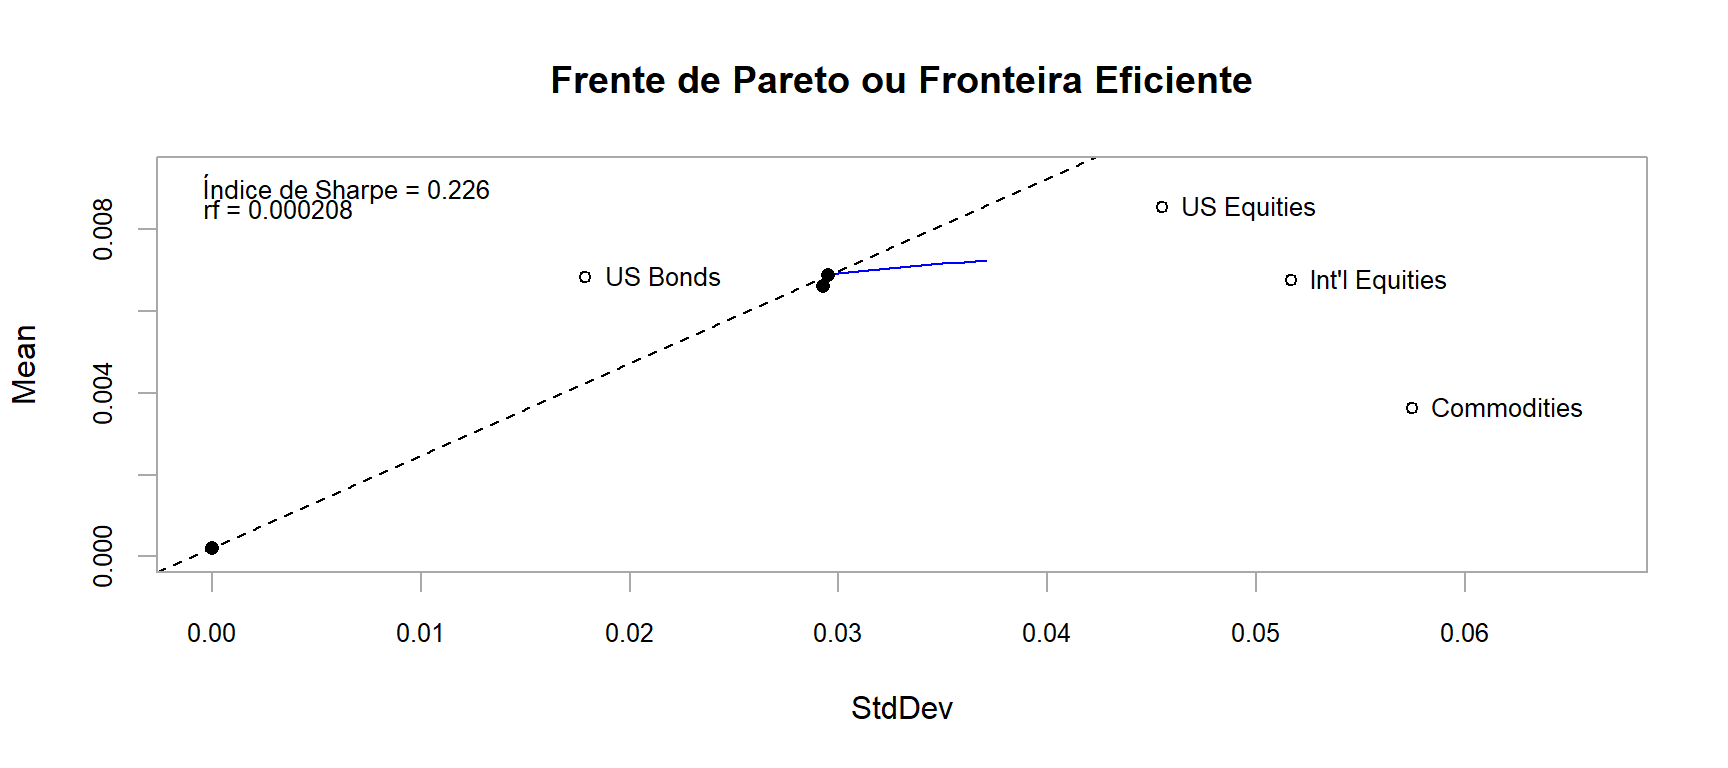 Frente de Pareto ou Fronteira Eficiente
Índice de Sharpe = 0.226
rf = 0.000208
US Equities
US Bonds
Int'l Equities
Commodities
Mean
0.008
0.004
0.000
0.00 0.01 0.02 0.03 0.04 0.05 0.06
StdDev